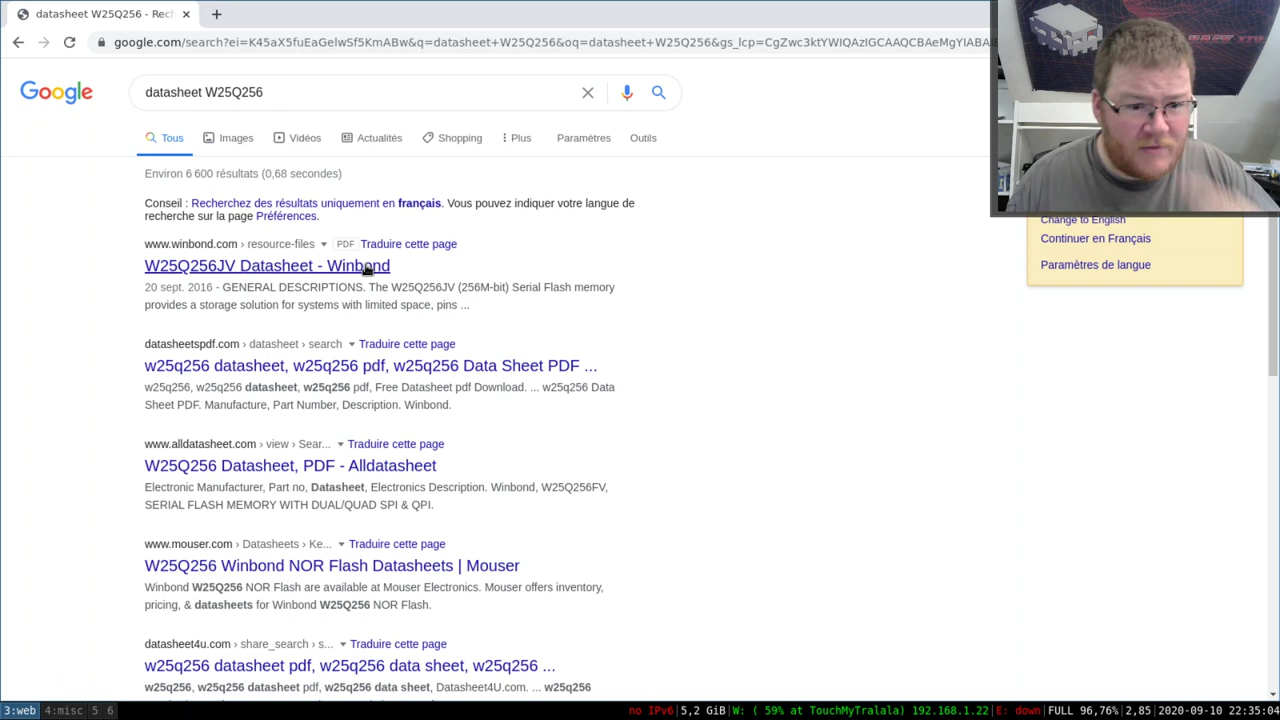 datasheet W25Q256 - Rec
google.com/search?ei=K45aX5fuEaGelwSf5KmABw&q=datasheet+W25Q256&oq=datasheet+W25Q256&gs_lcp=CgZwc3ktYWIQAzIGCAAQCBAeMgYIABAI
Google
datasheet W25Q256
Tous Images Vidéos Actualités Shopping Plus Paramètres Outils
Environ 6 600 résultats (0,68 secondes)
Conseil : Recherchez des résultats uniquement en français. Vous pouvez indiquer votre langue de
recherche sur la page Préférences.
Change to English
Continuer en Français
Paramètres de langue
www.winbond.com › resource-files PDF Traduire cette page
W25Q256JV Datasheet - Winbond
20 sept. 2016 - GENERAL DESCRIPTIONS. The W25Q256JV (256M-bit) Serial Flash memory
provides a storage solution for systems with limited space, pins ...
datasheetspdf.com › datasheet › search Traduire cette page
w25q256 datasheet, w25q256 pdf, w25q256 Data Sheet PDF ...
w25q256, w25q256 datasheet, w25q256 pdf, Free Datasheet pdf Download. ... w25q256 Data
Sheet PDF. Manufacture, Part Number, Description. Winbond.
www.alldatasheet.com › view › Sear... Traduire cette page
W25Q256 Datasheet, PDF - Alldatasheet
Electronic Manufacturer, Part no, Datasheet, Electronics Description. Winbond, W25Q256FV,
SERIAL FLASH MEMORY WITH DUAL/QUAD SPI & QPI.
www.mouser.com › Datasheets › Ke... Traduire cette page
W25Q256 Winbond NOR Flash Datasheets | Mouser
Winbond W25Q256 NOR Flash are available at Mouser Electronics. Mouser offers inventory,
pricing, & datasheets for Winbond W25Q256 NOR Flash.
datasheet4u.com › share_search › s... Traduire cette page
w25q256 datasheet pdf, w25q256 data sheet, w25q256 ...
w25q256, w25q256 datasheet pdf, w25q256 data sheet, Datasheet4U.com. ... w25q256
3:web 4:misc 5 6 no IPv6|5,2 GiB|W: ( 59% at TouchMyTralala) 192.168.1.22|E: down|FULL 96,76%|2,85|2020-09-10 22:35:04